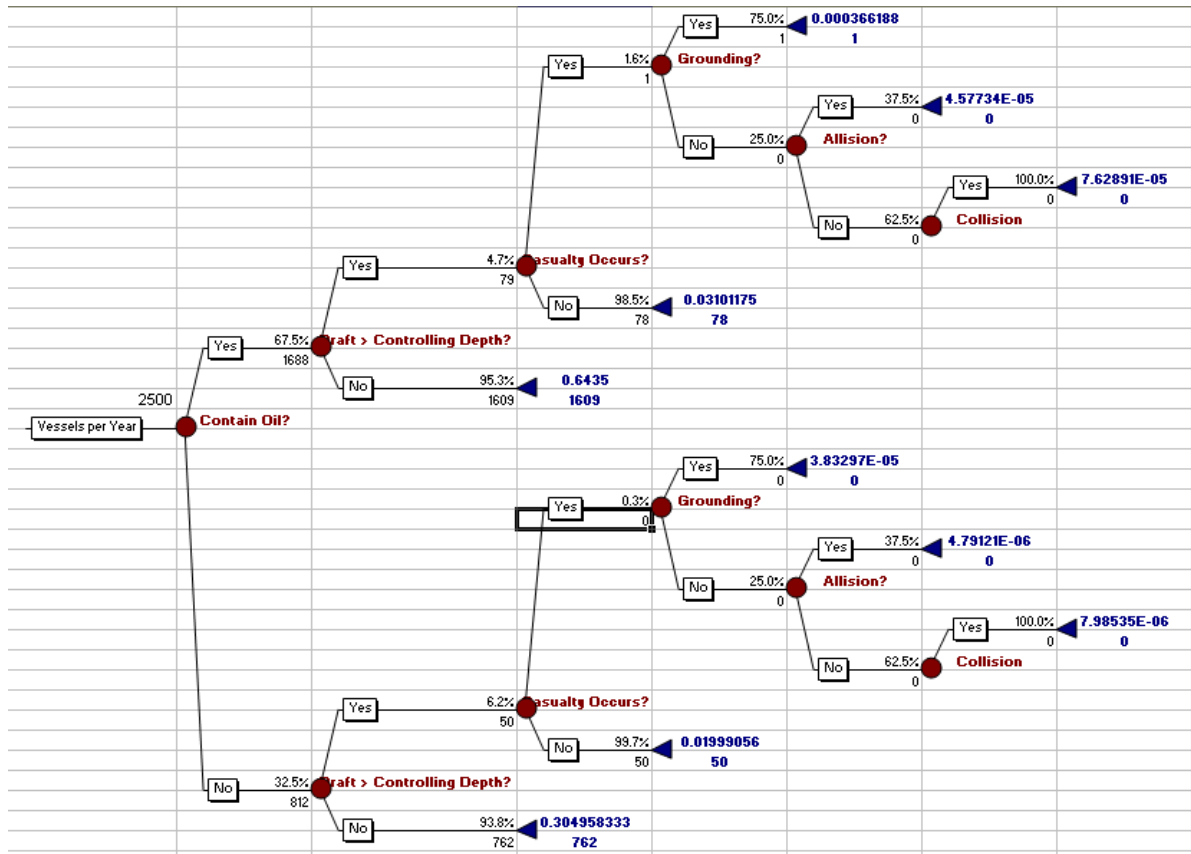 Yes 75.0% 0.000366188
1 1
Yes 1.6% Grounding?
1
Yes 37.5% 4.57734E-05
0 0
No 25.0% Allision?
0
Yes 100.0% 7.62891E-05
0 0
No 62.5% Collision
0
Yes 4.7% asualty Occurs?
79
No 98.5% 0.03101175
78 78
Yes 67.5% raft > Controlling Depth?
1688
No 95.3% 0.6435
1609 1609
2500
Vessels per Year Contain Oil?
Yes 75.0% 3.83297E-05
0 0
Yes 0.3% Grounding?
0
Yes 37.5% 4.79121E-06
0 0
No 25.0% Allision?
0
Yes 100.0% 7.98535E-06
0 0
No 62.5% Collision
0
Yes 6.2% asualty Occurs?
50
No 99.7% 0.01999056
50 50
No 32.5% raft > Controlling Depth?
812
No 93.8% 0.304958333
762 762